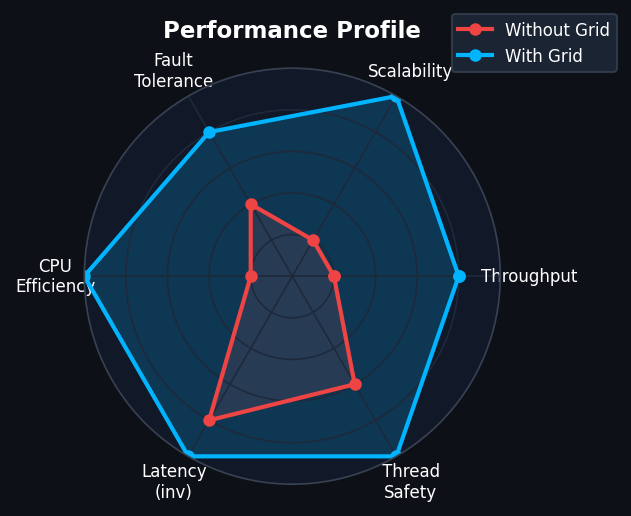 Performance Profile
Without Grid
With Grid
Fault
Tolerance
Scalability
CPU
Efficiency
Throughput
Latency
(inv)
Thread
Safety